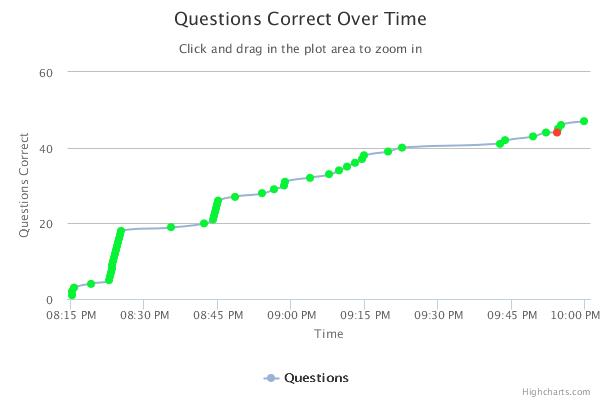 Questions Correct Over Time
Click and drag in the plot area to zoom in
Questions Correct
60
40
20
0
08:15 PM 08:30 PM 08:45 PM 09:00 PM 09:15 PM 09:30 PM 09:45 PM 10:00 PM
Time
Questions
Highcharts.com